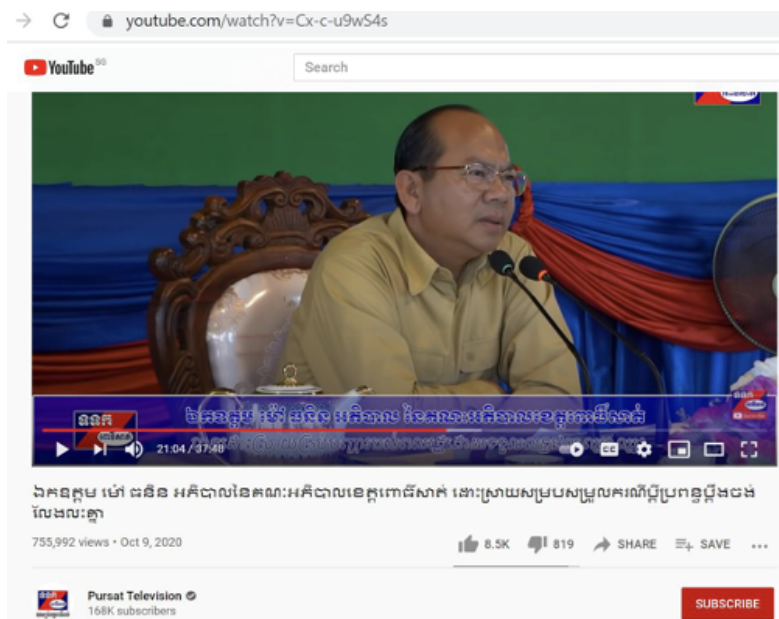 youtube.com/watch?v=Cx-c-u9wS4s
YouTube SG
Search
ឯកឧត្តម ម៉ៅ ធនិន អភិបាល នៃគណៈអភិបាលខេត្តពោធិ៍សាត់
21:04 / 37:48
CC
ឯកឧត្តម ម៉ៅ ធនិន អភិបាលនៃគណៈអភិបាលខេត្តពោធិ៍សាត់ ដោះស្រាយសម្របសម្រួលករណីប្តីប្រពន្ធប្តឹងចង់
លែងលះគ្នា
755,992 views • Oct 9, 2020
8.5K 819 SHARE SAVE
Pursat Television
168K subscribers
SUBSCRIBE